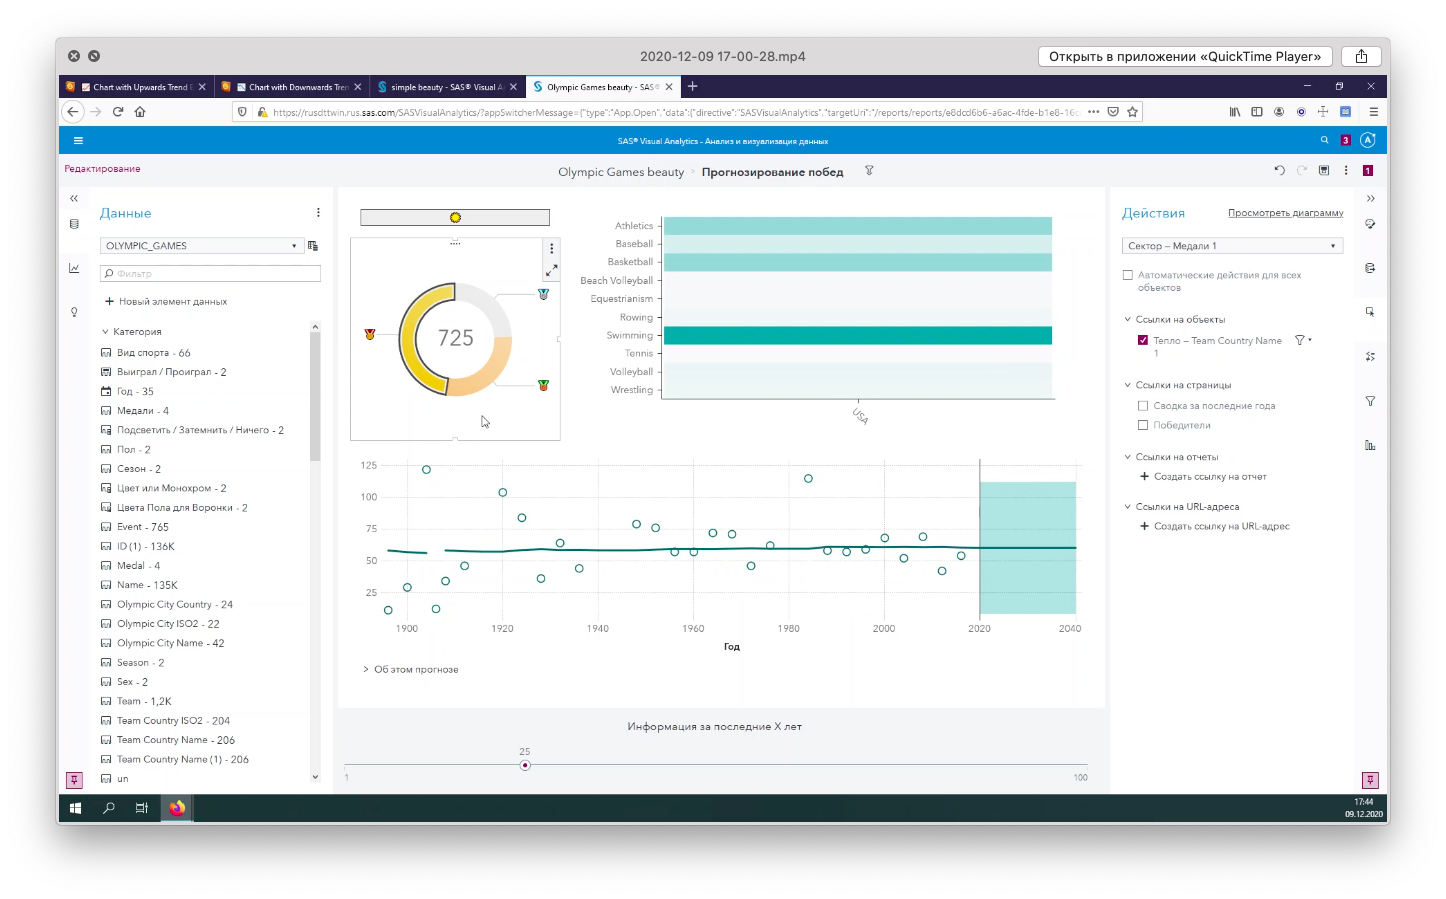 2020-12-09 17-00-28.mp4
Открыть в приложении «QuickTime Player»
Chart with Upwards Trend
Chart with Downwards Tren
simple beauty - SAS® Visual A
Olympic Games beauty - SAS®
https://rusdttwin.rus.sas.com/SASVisualAnalytics/?appSwitcherMessage={"type":"App.Open","data":{"directive":"SASVisualAnalytics","targetUri":"/reports/reports/e8dcd6b6-a6ac-4fde-b1e8-16
SAS® Visual Analytics - Анализ и визуализация данных
3
A
Редактирование
Olympic Games beauty
Прогнозирование побед
1
Данные
OLYMPIC_GAMES
Фильтр
Новый элемент данных
Категория
Вид спорта - 66
Выиграл / Проиграл - 2
Год - 35
Медали - 4
Подсветить / Затемнить / Ничего - 2
Пол - 2
Сезон - 2
Цвет или Монохром - 2
Цвета Пола для Воронки - 2
Event - 765
ID (1) - 136K
Medal - 4
Name - 135K
Olympic City Country - 24
Olympic City ISO2 - 22
Olympic City Name - 42
Season - 2
Sex - 2
Team - 1,2K
Team Country ISO2 - 204
Team Country Name - 206
Team Country Name (1) - 206
un
725
Athletics
Baseball
Basketball
Beach Volleyball
Equestrianism
Rowing
Swimming
Tennis
Volleyball
Wrestling
USA
125
100
75
50
25
1900
1920
1940
1960
1980
2000
2020
2040
Год
Об этом прогнозе
Информация за последние X лет
25
1
100
Действия
Просмотреть диаграмму
Сектор – Медали 1
Автоматические действия для всех
объектов
Ссылки на объекты
Тепло – Team Country Name
1
Ссылки на страницы
Сводка за последние года
Победители
Ссылки на отчеты
Создать ссылку на отчет
Ссылки на URL-адреса
Создать ссылку на URL-адрес
17:44
09.12.2020